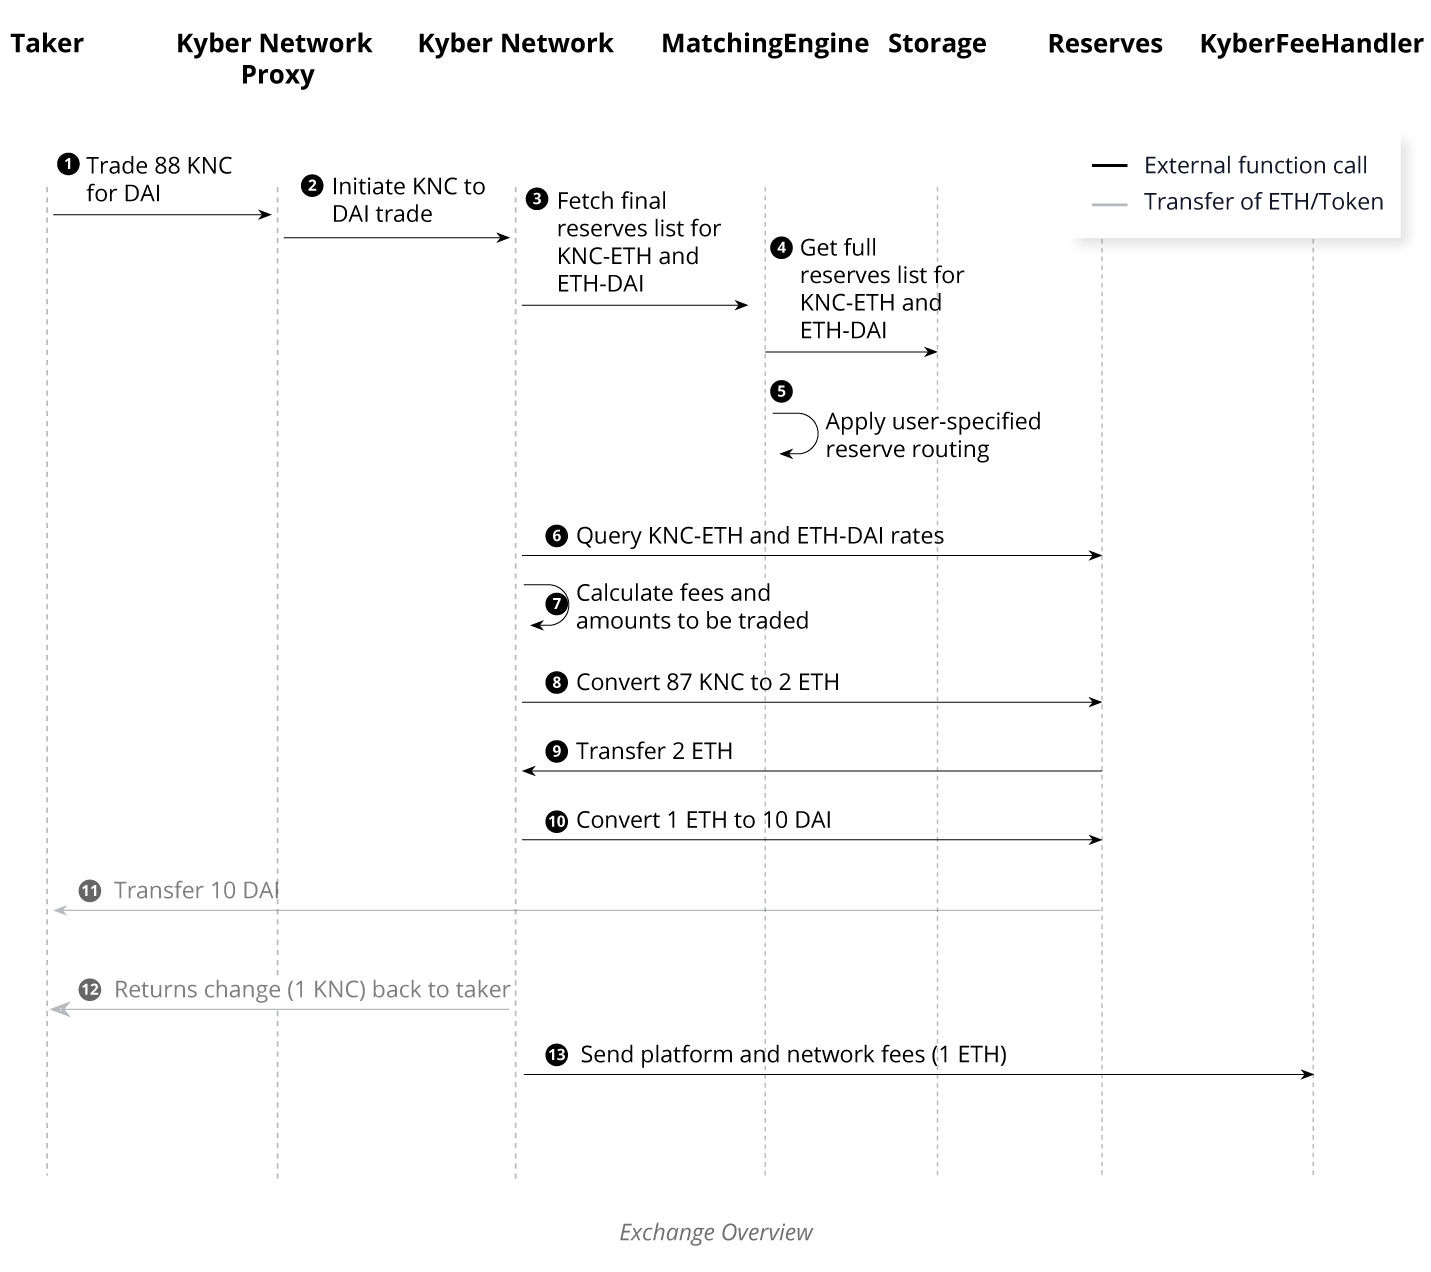 Taker
Kyber Network
Proxy
Kyber Network
MatchingEngine
Storage
Reserves
KyberFeeHandler
External function call
Transfer of ETH/Token
1 Trade 88 KNC
for DAI
2 Initiate KNC to
DAI trade
3 Fetch final
reserves list for
KNC-ETH and
ETH-DAI
4 Get full
reserves list for
KNC-ETH and
ETH-DAI
5
Apply user-specified
reserve routing
6 Query KNC-ETH and ETH-DAI rates
7 Calculate fees and
amounts to be traded
8 Convert 87 KNC to 2 ETH
9 Transfer 2 ETH
10 Convert 1 ETH to 10 DAI
11 Transfer 10 DAI
12 Returns change (1 KNC) back to taker
13 Send platform and network fees (1 ETH)
Exchange Overview